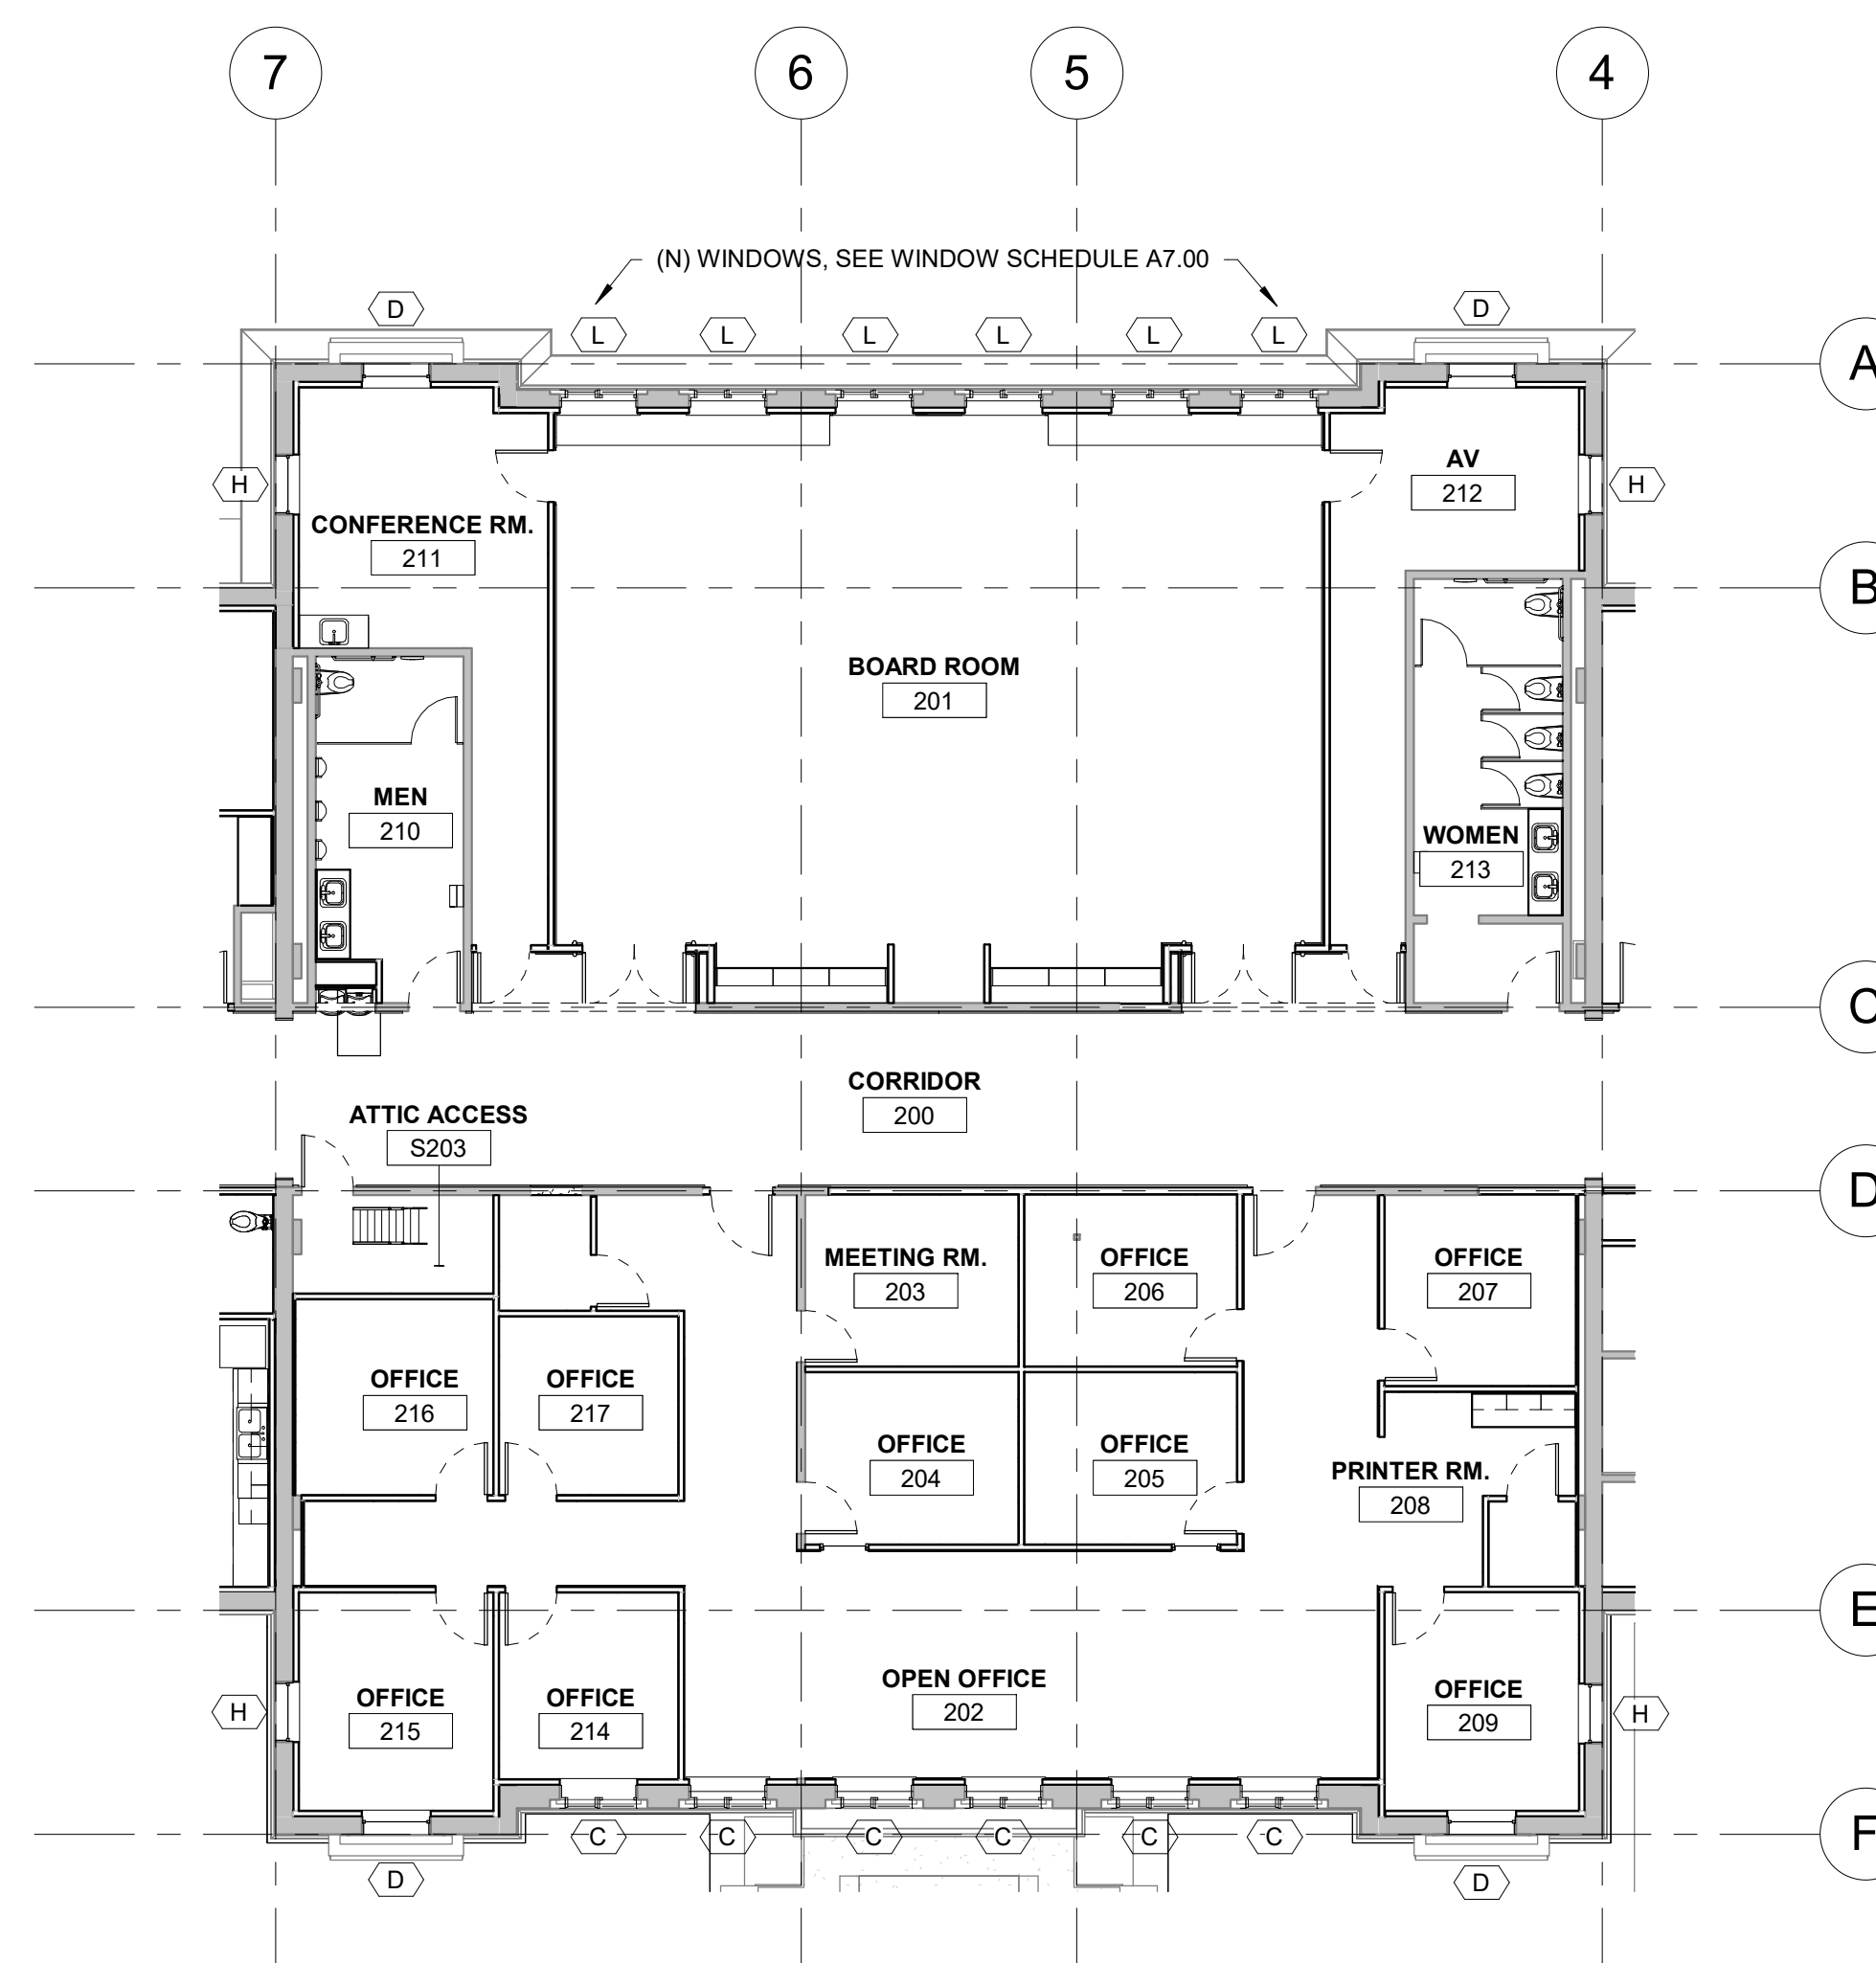 7
6
5
4
(N) WINDOWS, SEE WINDOW SCHEDULE A7.00
D
D
L
L
L
L
L
L
A
H
CONFERENCE RM.
211
AV
212
H
B
BOARD ROOM
201
MEN
210
WOMEN
213
C
CORRIDOR
200
ATTIC ACCESS
S203
D
MEETING RM.
203
OFFICE
206
OFFICE
207
OFFICE
216
OFFICE
217
OFFICE
204
OFFICE
205
PRINTER RM.
208
E
OPEN OFFICE
202
H
OFFICE
215
OFFICE
214
OFFICE
209
H
C
C
C
C
C
C
F
D
D